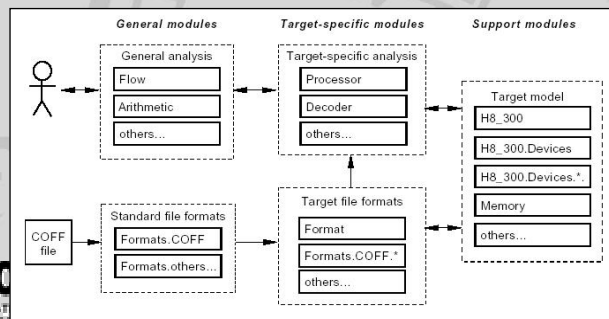 General modules
Target-specific modules
Support modules
General analysis
Flow
Arithmetic
others...
Target-specific analysis
Processor
Decoder
others...
Target model
H8_300
H8_300.Devices
H8_300.Devices.*.
Memory
others...
COFF
file
Standard file formats
Formats.COFF
Formats.others...
Target file formats
Format
Formats.COFF.*
others...